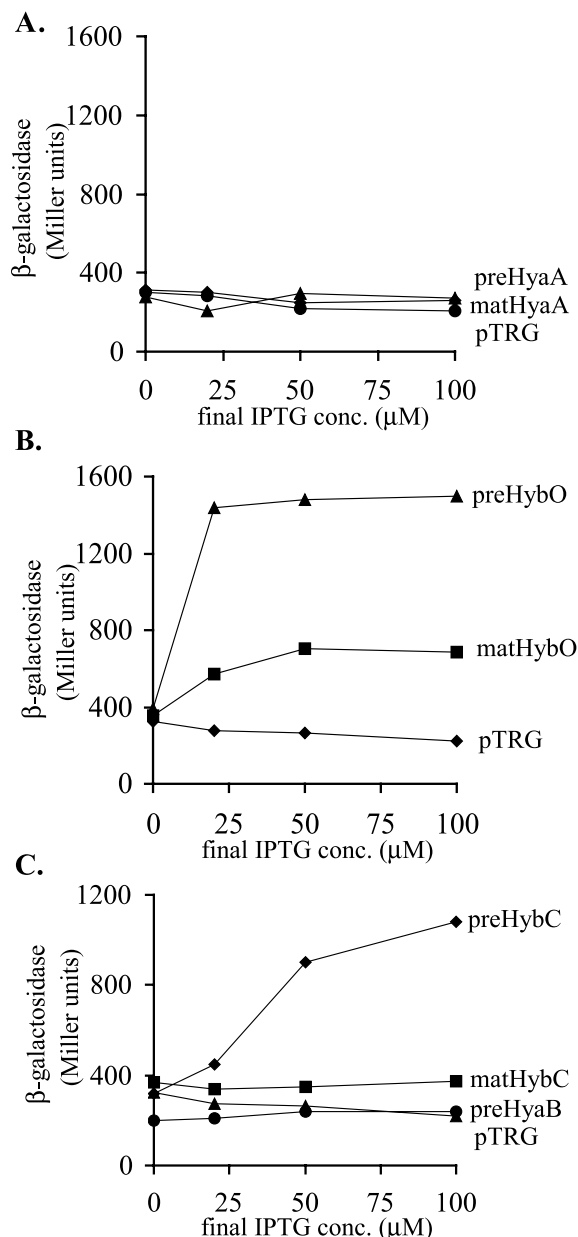 A.
1600
1200
800
400
0
β-galactosidase
(Miller units)
preHyaA
matHyaA
pTRG
0 25 50 75 100
final IPTG conc. (μM)
B.
1600
1200
800
400
0
β-galactosidase
(Miller units)
preHybO
matHybO
pTRG
0 25 50 75 100
final IPTG conc. (μM)
C.
1200
800
400
0
β-galactosidase
(Miller units)
preHybC
matHybC
preHyaB
pTRG
0 25 50 75 100
final IPTG conc. (μM)